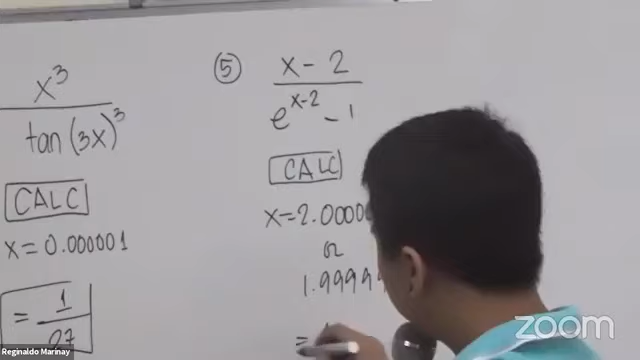 x³
tan(3x)³
CALC
x = 0.000001
= 1
27
⑤ x - 2
eˣ⁻² - 1
CALC
x = 2.0000
or
1.9999
=
Reginaldo Marinay
zoom